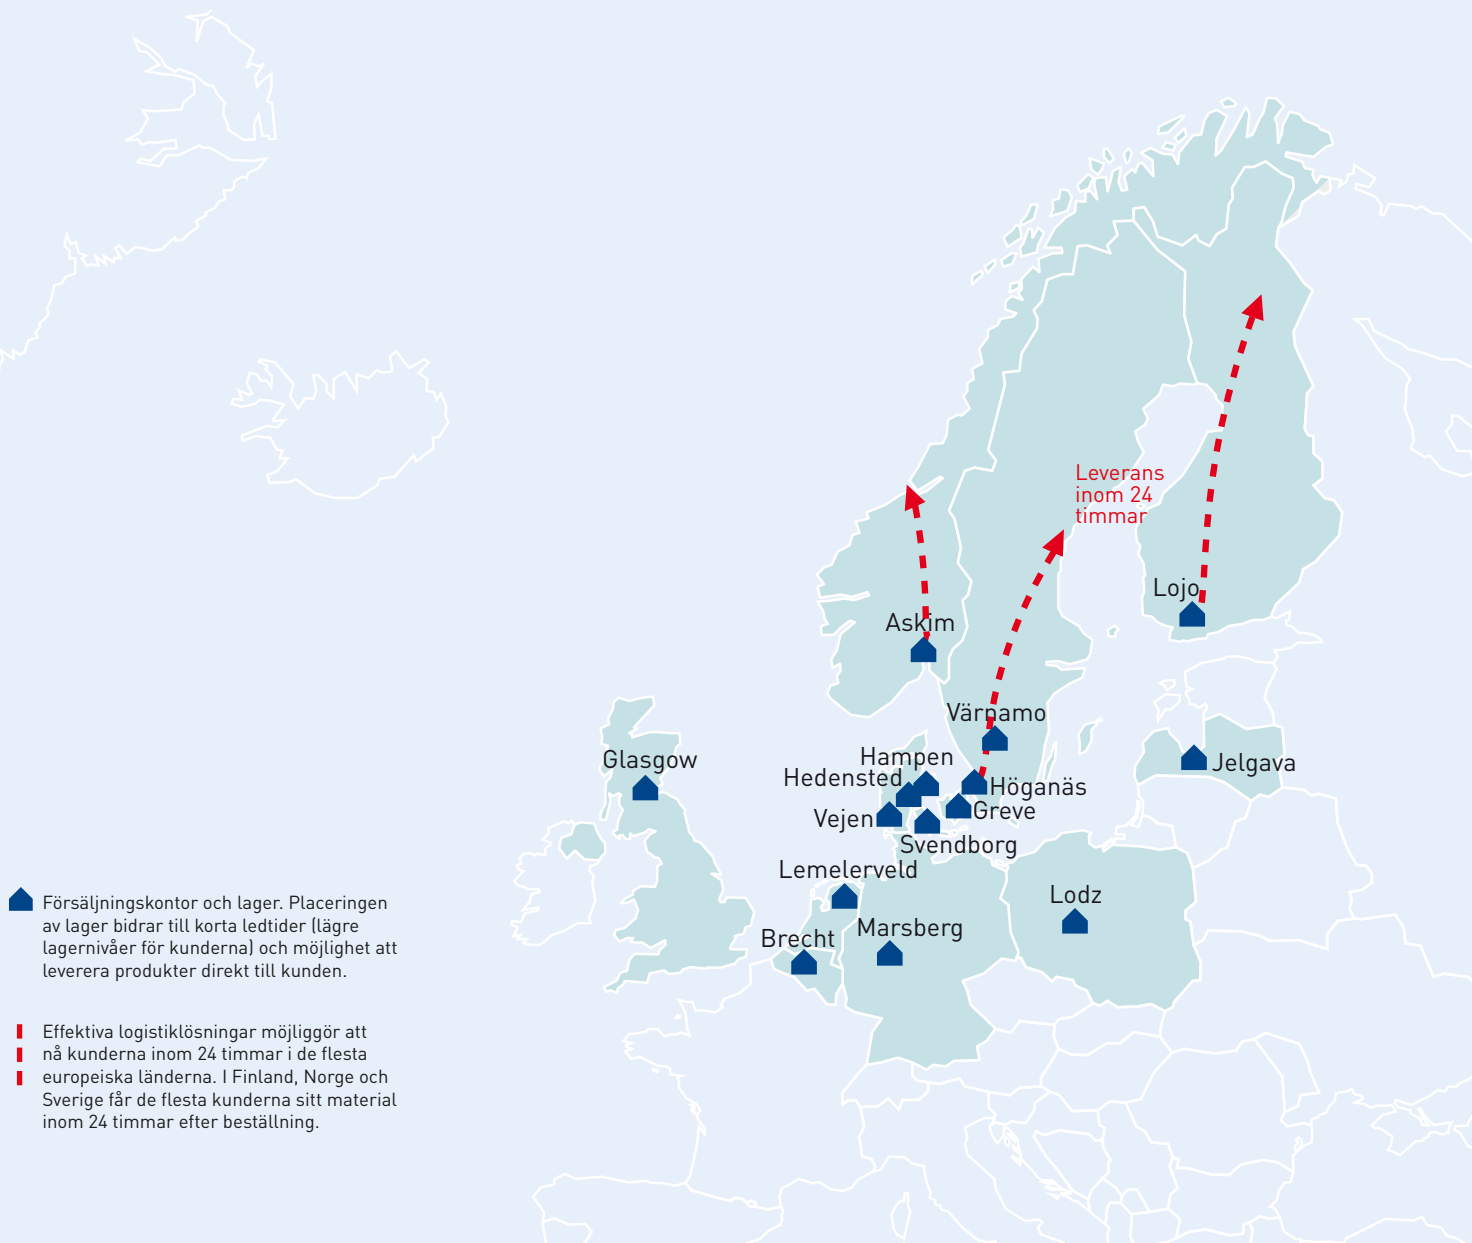 Leverans
inom 24
timmar
Lojo
Askim
Värnamo
Glasgow
Hampen
Hedensted
Jelgava
Höganäs
Greve
Vejen
Svendborg
Lemelerveld
Lodz
Marsberg
Brecht
Försäljningskontor och lager. Placeringen
av lager bidrar till korta ledtider (lägre
lagernivåer för kunderna) och möjlighet att
leverera produkter direkt till kunden.
Effektiva logistiklösningar möjliggör att
nå kunderna inom 24 timmar i de flesta
europeiska länderna. I Finland, Norge och
Sverige får de flesta kunderna sitt material
inom 24 timmar efter beställning.